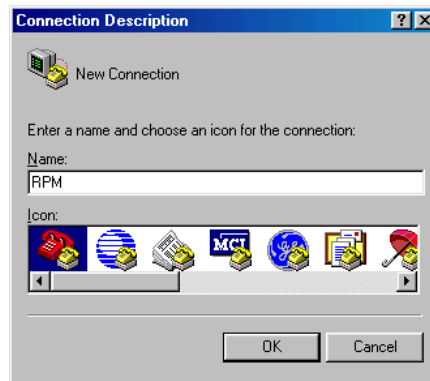 Connection Description
New Connection
Enter a name and choose an icon for the connection:
Name:
RPM
Icon:
MCI
OK
Cancel